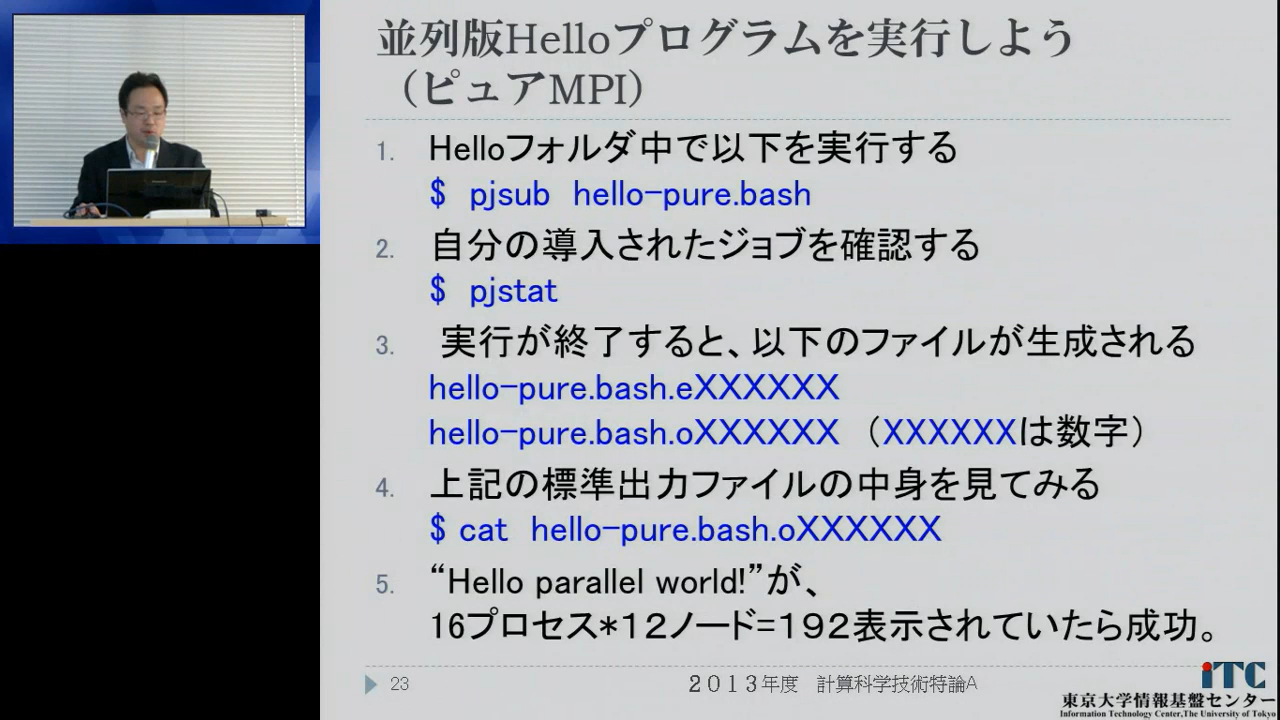 並列版Helloプログラムを実行しよう
（ピュアMPI）
1. Helloフォルダ中で以下を実行する
$ pjsub hello-pure.bash
2. 自分の導入されたジョブを確認する
$ pjstat
3. 実行が終了すると、以下のファイルが生成される
hello-pure.bash.eXXXXXX
hello-pure.bash.oXXXXXX （XXXXXXは数字）
4. 上記の標準出力ファイルの中身を見てみる
$ cat hello-pure.bash.oXXXXXX
5. “Hello parallel world!”が、
16プロセス*１２ノード=１９２表示されていたら成功。
23 ２０１３年度 計算科学技術特論A
iTC
東京大学情報基盤センター
Information Technology Center,The University of Tokyo